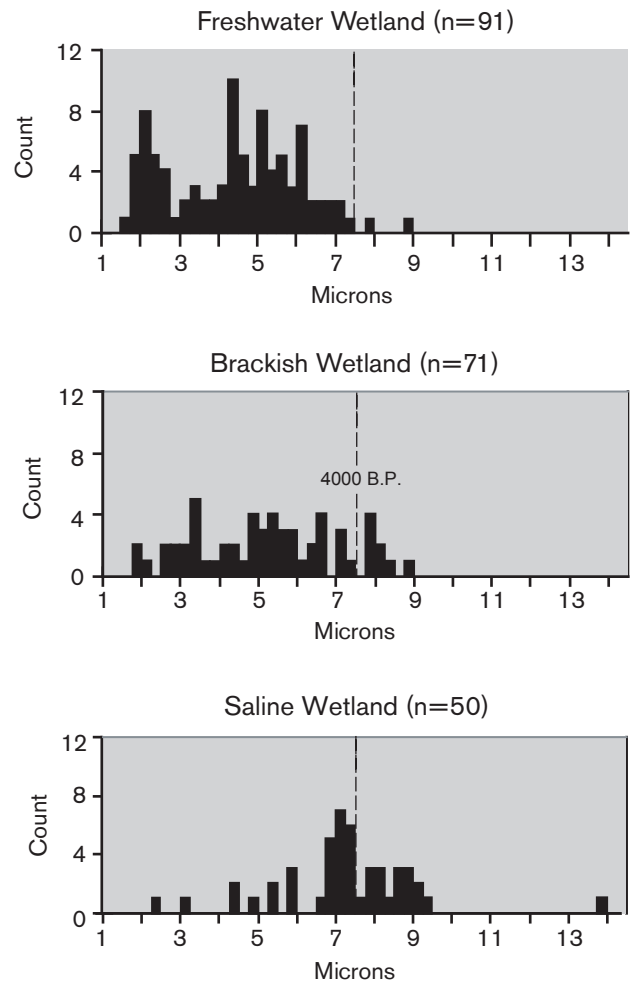 Freshwater Wetland (n=91)
12
8
4
0
Count
1 3 5 7 9 11 13
Microns
Brackish Wetland (n=71)
12
8
4
0
Count
4000 B.P.
1 3 5 7 9 11 13
Microns
Saline Wetland (n=50)
12
8
4
0
Count
1 3 5 7 9 11 13
Microns